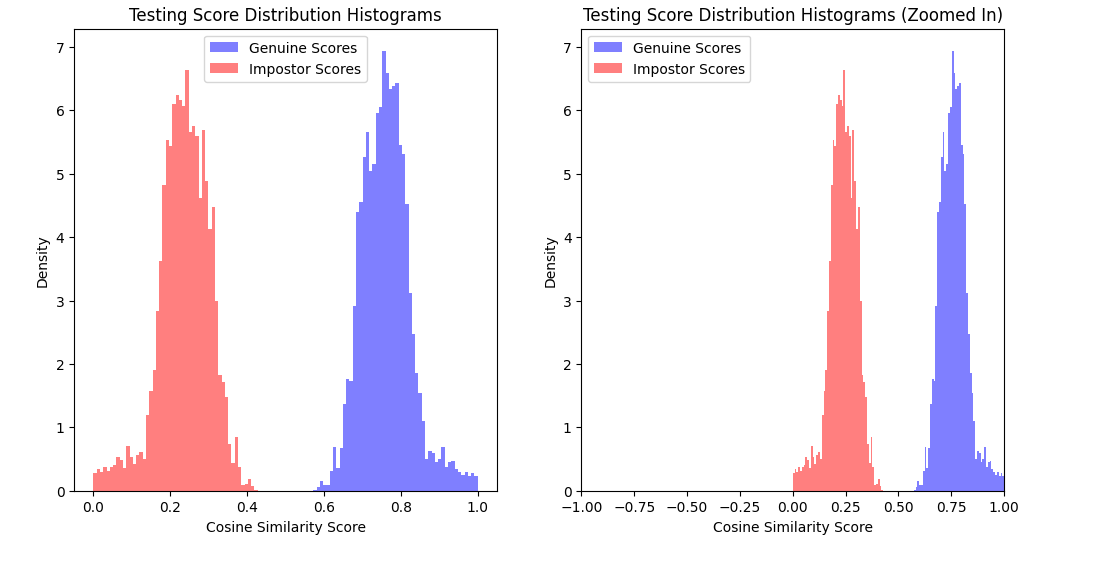 Testing Score Distribution Histograms
Genuine Scores
Impostor Scores
7
6
5
4
3
2
1
0
Density
0.0 0.2 0.4 0.6 0.8 1.0
Cosine Similarity Score
Testing Score Distribution Histograms (Zoomed In)
Genuine Scores
Impostor Scores
7
6
5
4
3
2
1
0
Density
−1.00 −0.75 −0.50 −0.25 0.00 0.25 0.50 0.75 1.00
Cosine Similarity Score